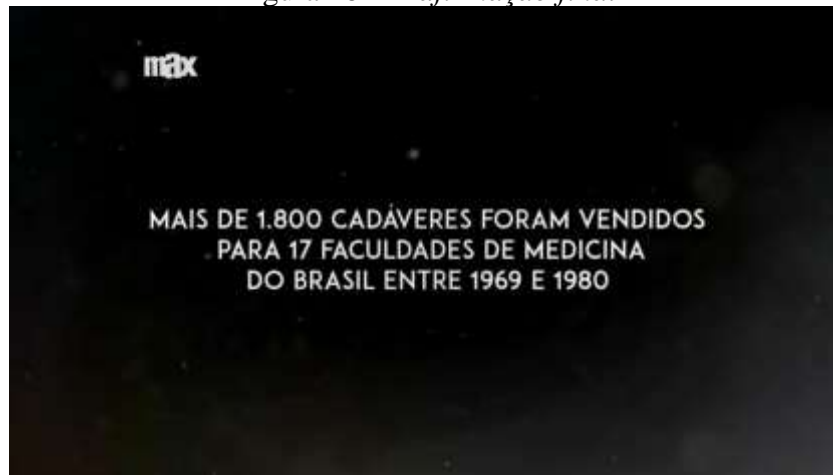 max
MAIS DE 1.800 CADÁVERES FORAM VENDIDOS
PARA 17 FACULDADES DE MEDICINA
DO BRASIL ENTRE 1969 E 1980